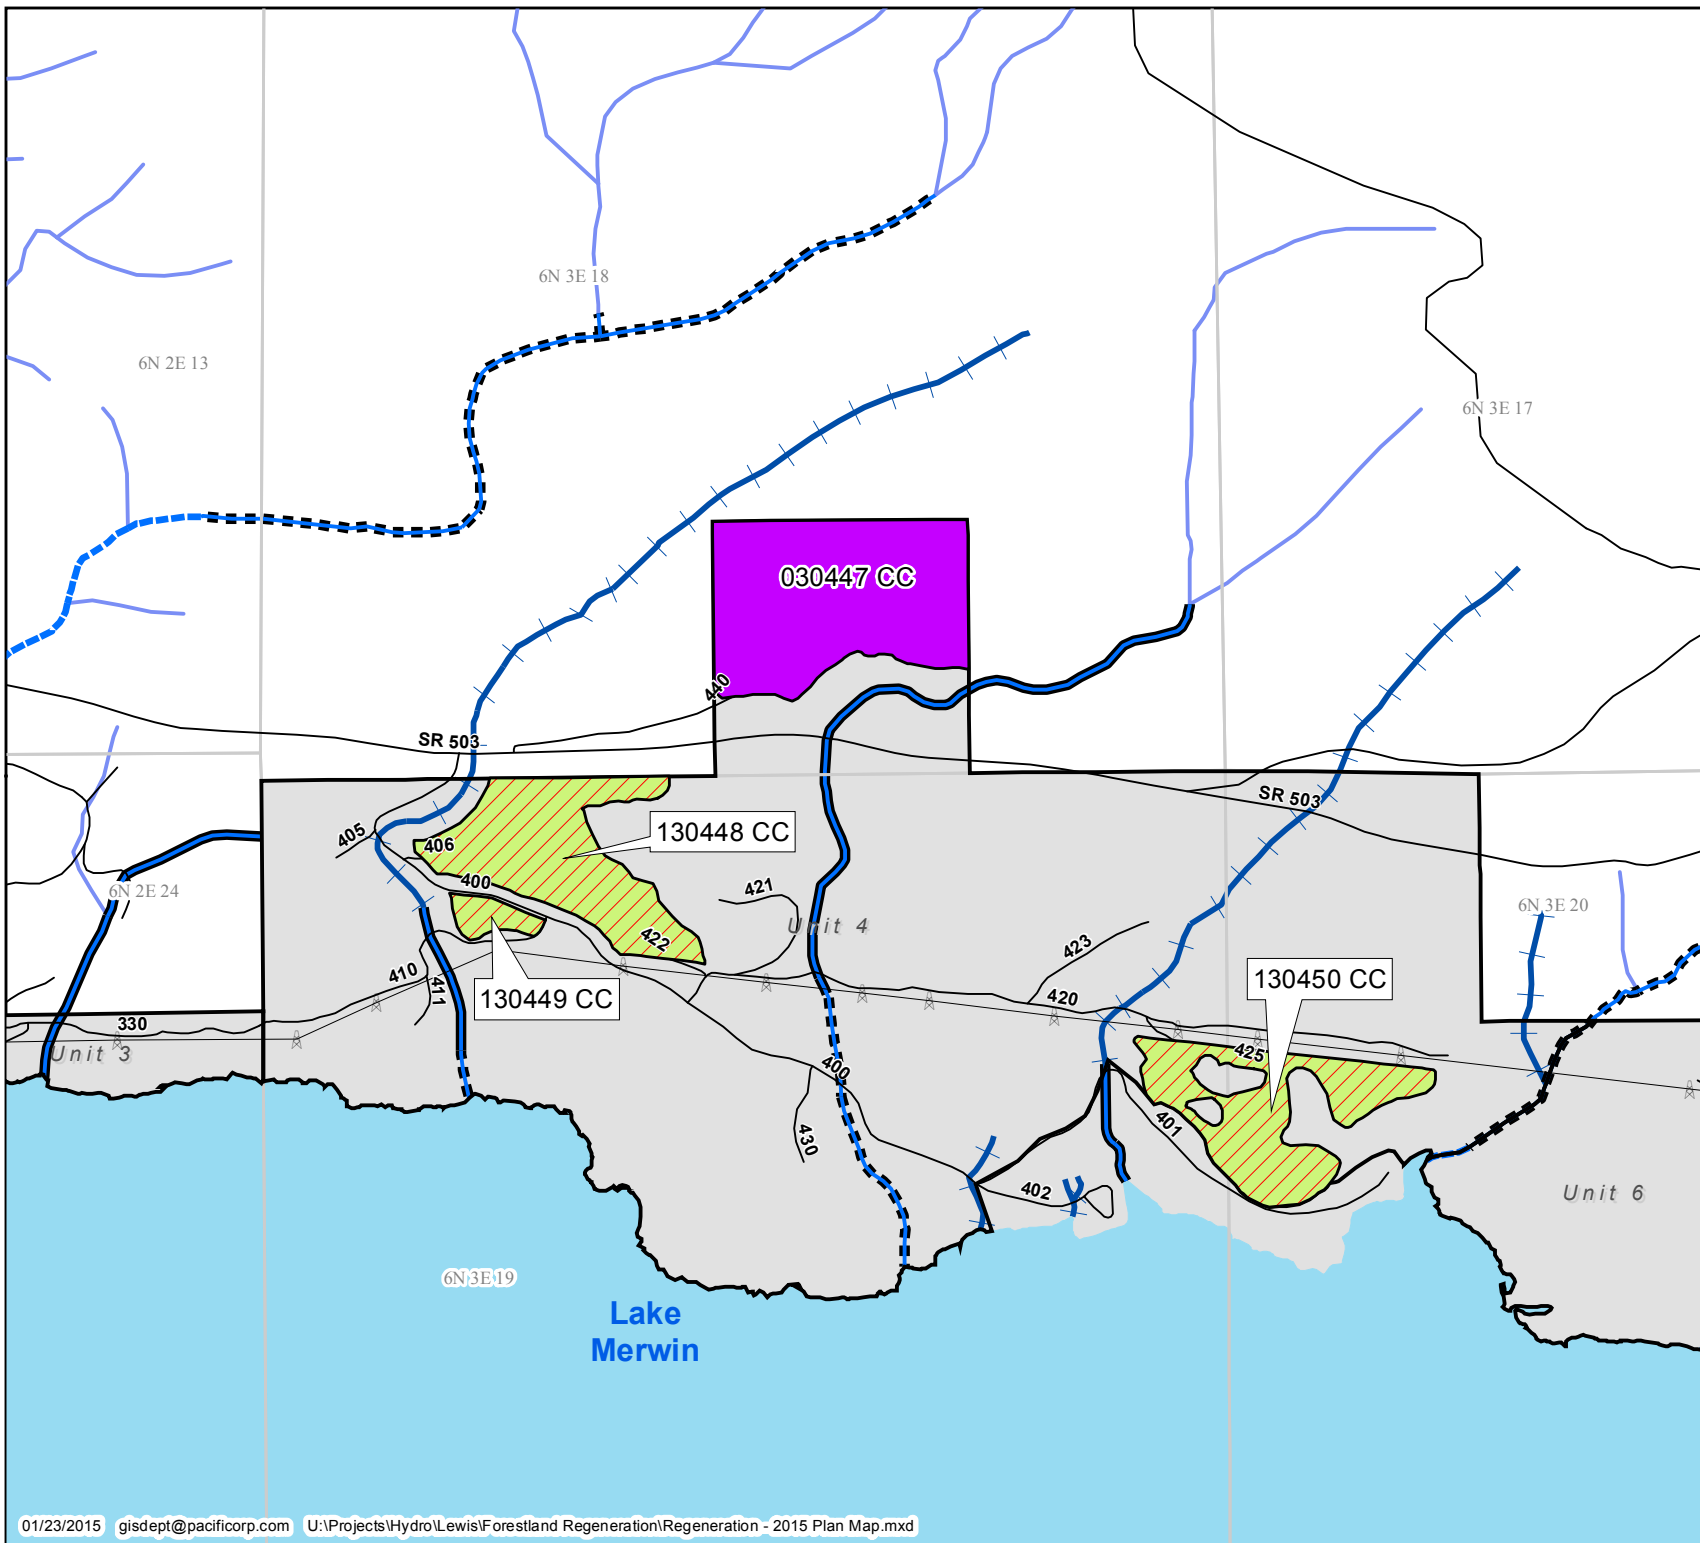 6N 3E 18
6N 2E 13
6N 3E 17
030447 CC
440
SR 503
SR 503
405
406
130448 CC
400
421
6N 2E 24
Unit 4
6N 3E 20
422
423
410
411
130449 CC
130450 CC
420
330
Unit 3
425
400
401
430
402
Unit 6
6N 3E 19
Lake
Merwin
01/23/2015 gisdept@pacificorp.com U:\Projects\Hydro\Lewis\Forestland Regeneration\Regeneration - 2015 Plan Map.mxd